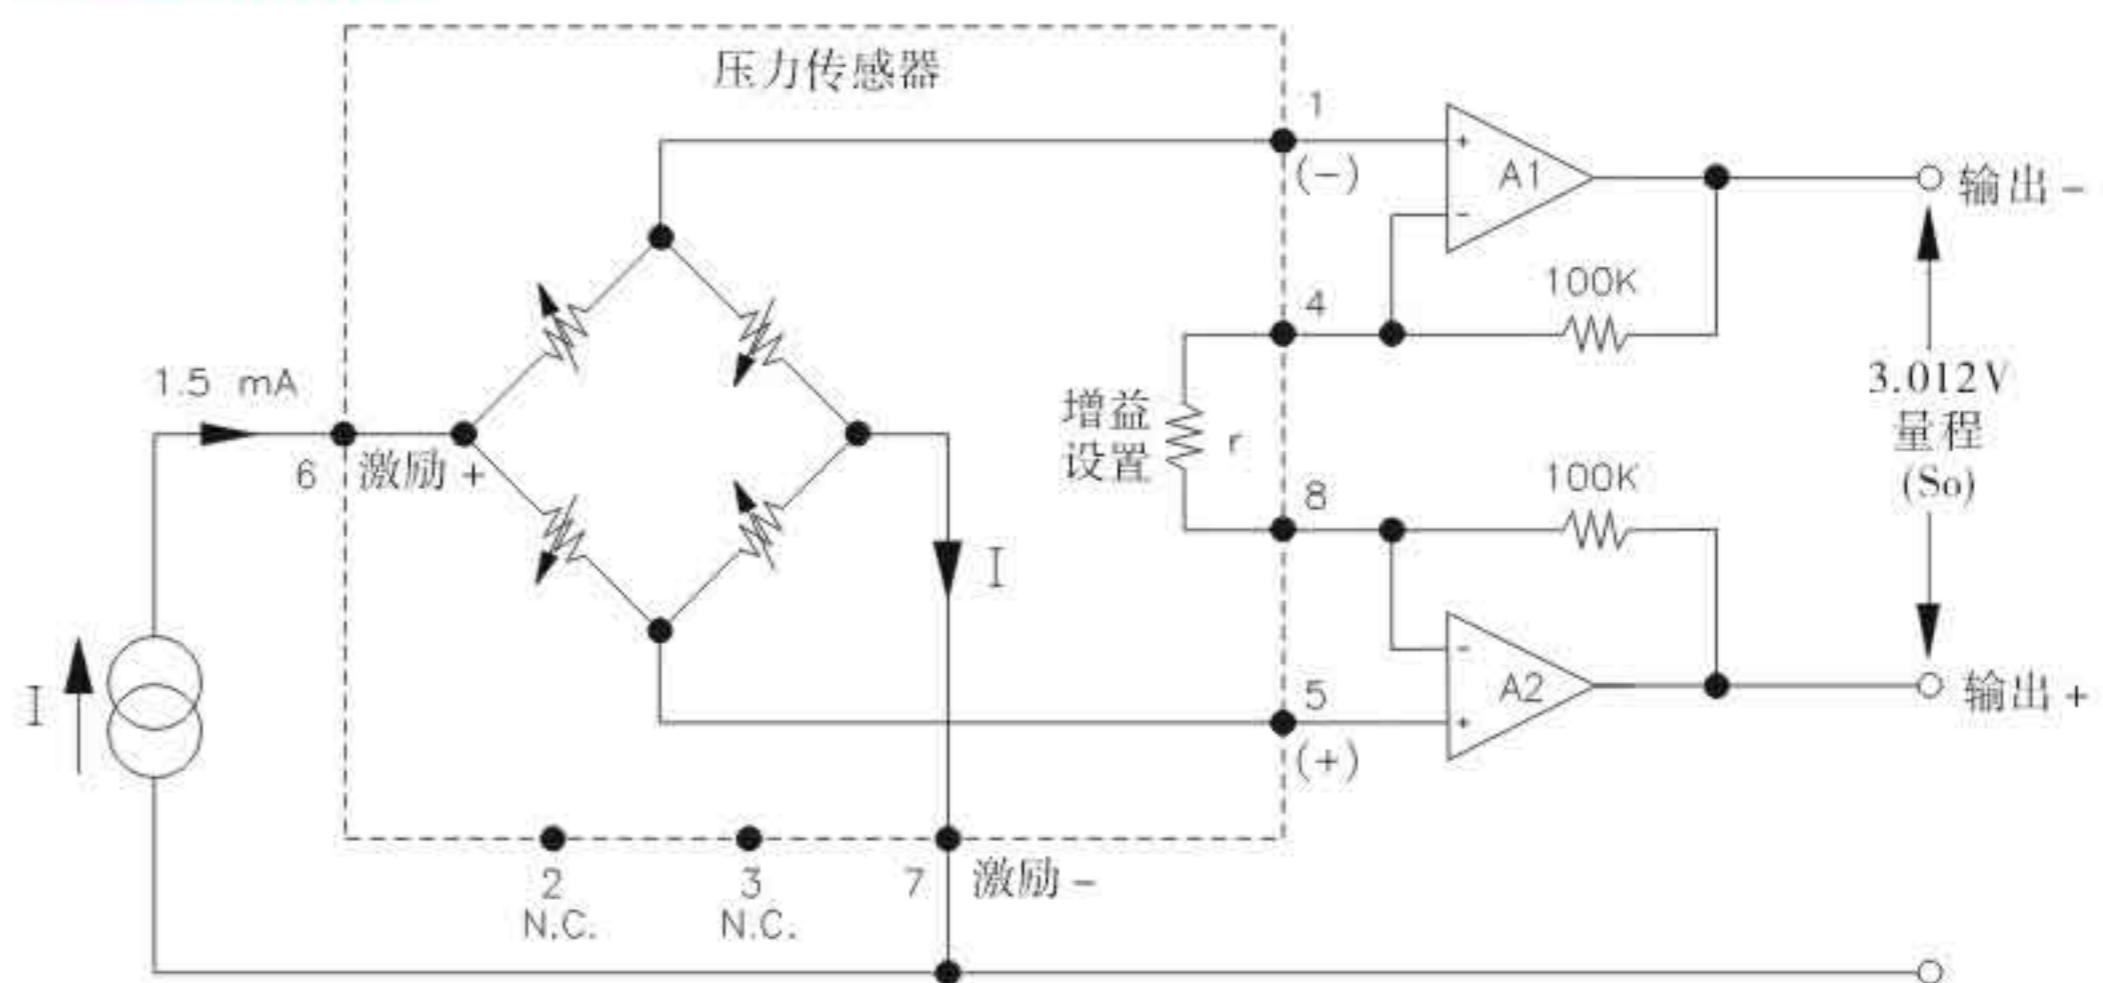 压力传感器
1
(-)
+
A1
-
输出-
100K
4
1.5 mA
6
激励+
增益
设置
r
3.012V
量程
(So)
8
100K
I
I
-
A2
+
5
(+)
输出+
2
N.C.
3
N.C.
7
激励-